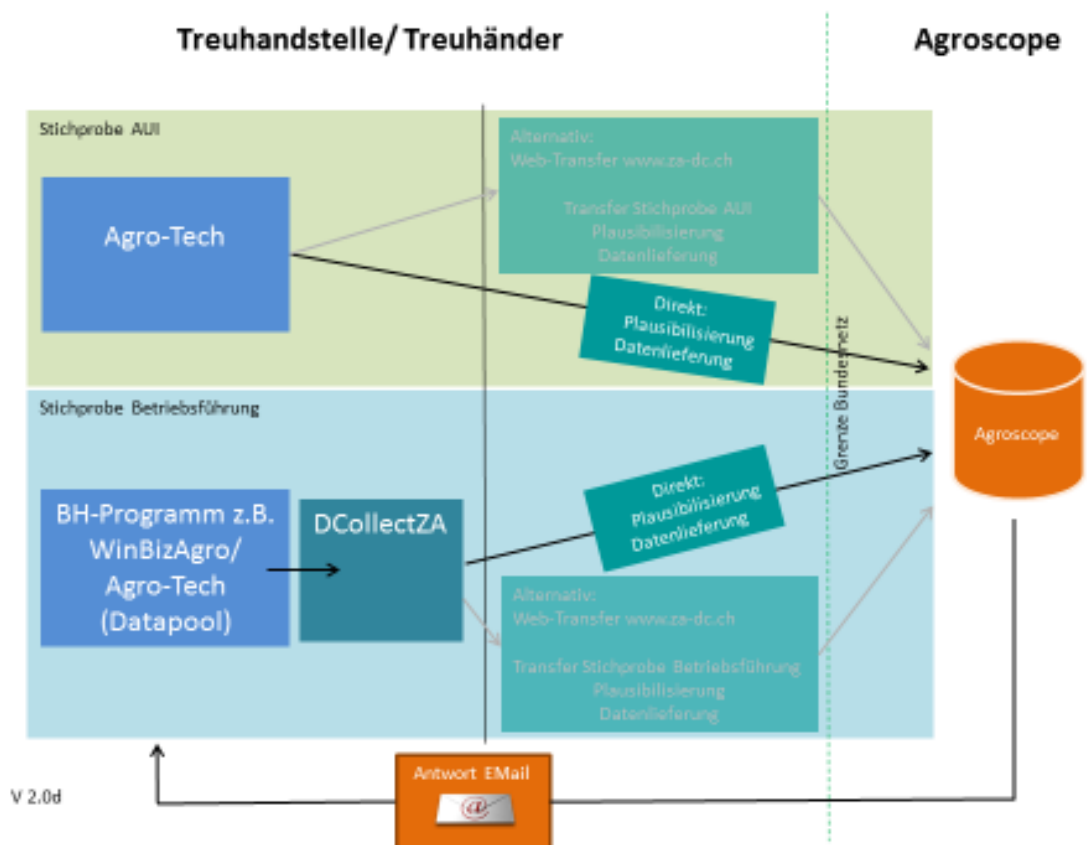 Treuhandstelle/ Treuhänder
Agroscope
Stichprobe AUI
Agro-Tech
Alternativ:
Web-Transfer www.za-dc.ch
Transfer Stichprobe AUI
Plausibilisierung
Datenlieferung
Direkt:
Plausibilisierung
Datenlieferung
Grenze Bundesnetz
Agroscope
Stichprobe Betriebsführung
BH-Programm z.B.
WinBizAgro/
Agro-Tech
(Datapool)
DCollectZA
Direkt:
Plausibilisierung
Datenlieferung
Alternativ:
Web-Transfer www.za-dc.ch
Transfer Stichprobe Betriebsführung
Plausibilisierung
Datenlieferung
Antwort EMail
@
V 2.0d